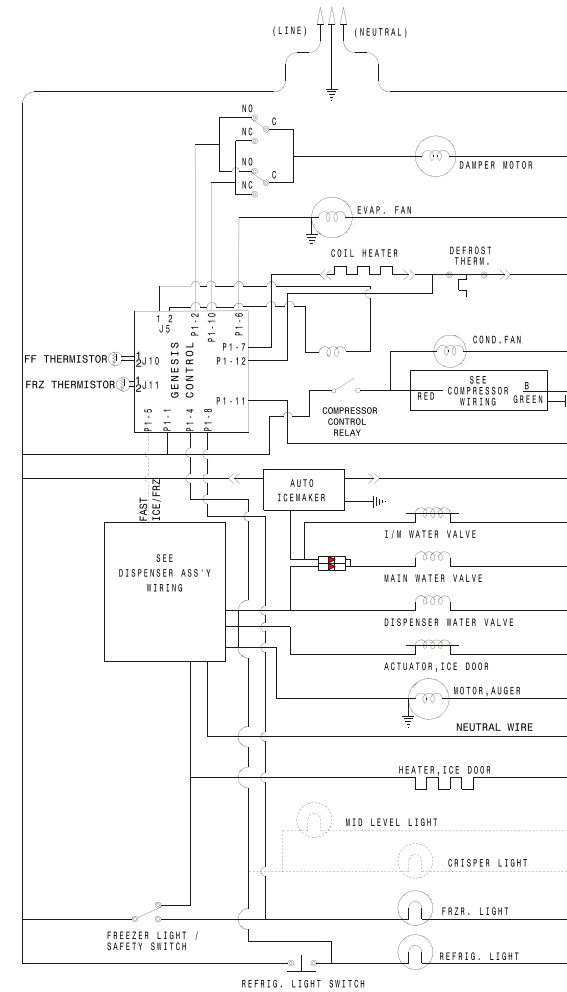 (LINE) (NEUTRAL)
NO
C
NC
NO
C
NC
DAMPER MOTOR
EVAP. FAN
COIL HEATER
DEFROST
THERM.
1 2
J5
P1-2
P1-10
P1-6
COND.FAN
FF THERMISTOR
1
2
J10
FRZ THERMISTOR
1
2
J11
GENESIS
CONTROL
P1-7
P1-12
P1-11
P1-5
P1-1
P1-4
P1-8
RED
SEE
COMPRESSOR
WIRING
B
GREEN
COMPRESSOR
CONTROL
RELAY
AUTO
ICEMAKER
FAST
ICE/FRZ
I/M WATER VALVE
SEE
DISPENSER ASS'Y
WIRING
MAIN WATER VALVE
DISPENSER WATER VALVE
ACTUATOR,ICE DOOR
MOTOR,AUGER
NEUTRAL WIRE
HEATER,ICE DOOR
MID LEVEL LIGHT
CRISPER LIGHT
FRZR. LIGHT
FREEZER LIGHT /
SAFETY SWITCH
REFRIG. LIGHT
REFRIG. LIGHT SWITCH